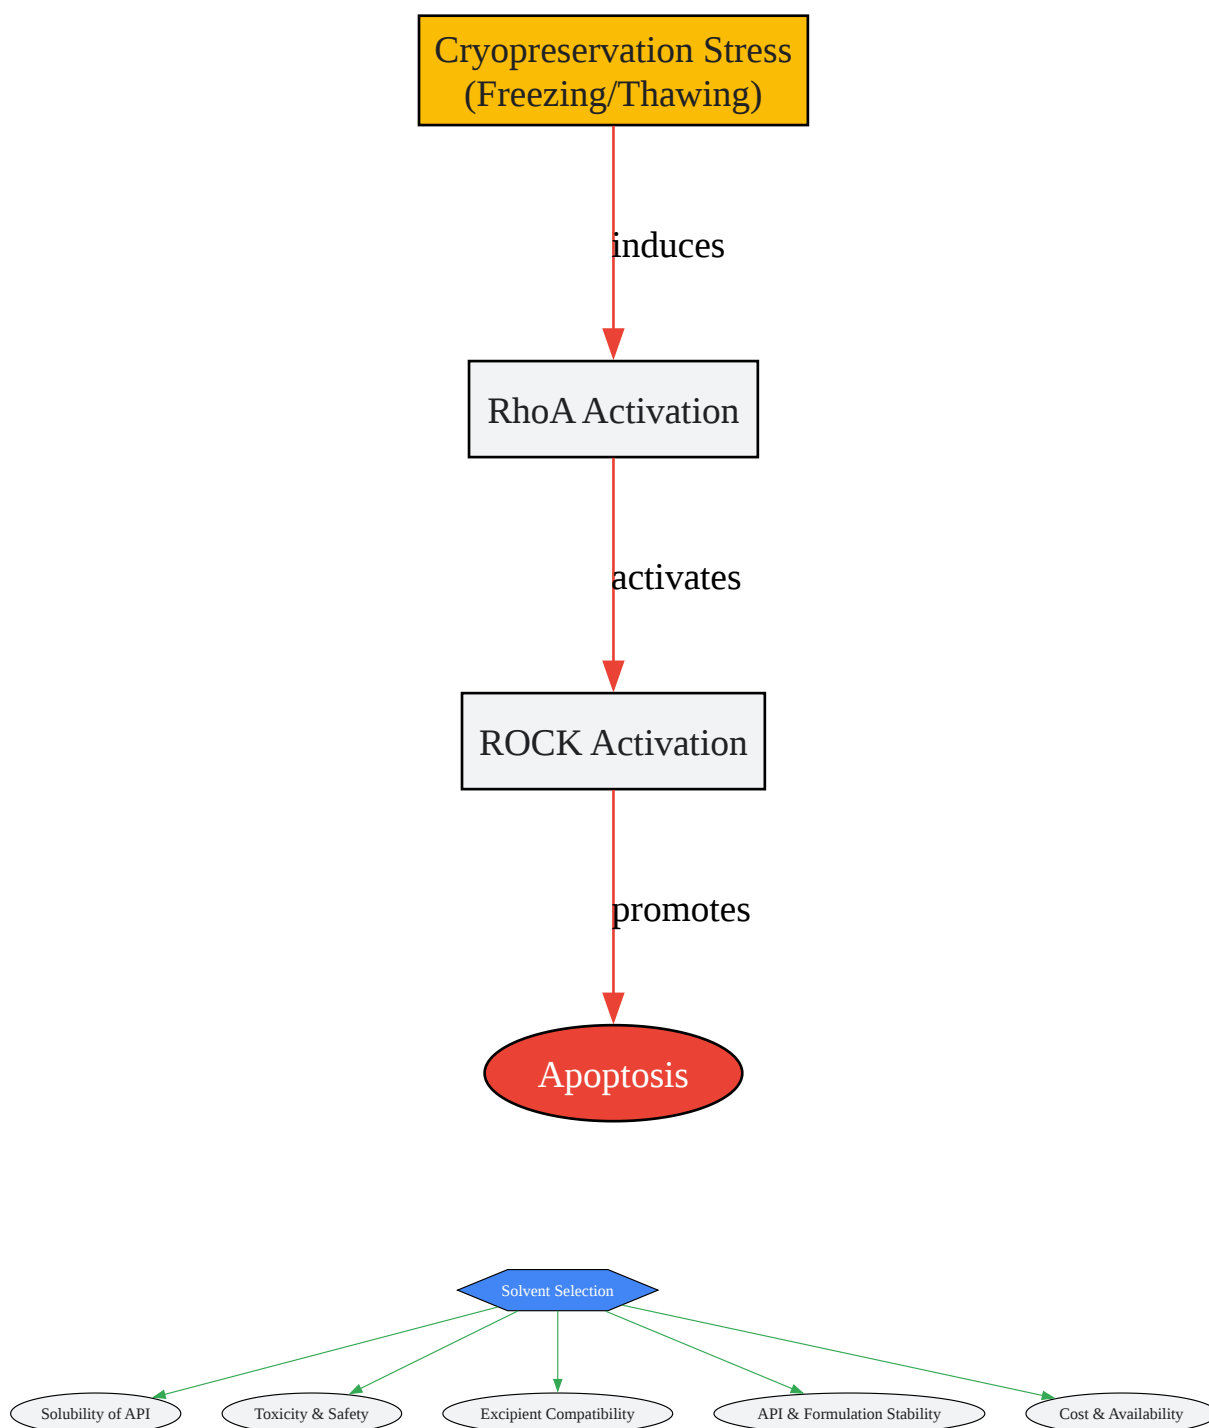 Cryopreservation Stress
(Freezing/Thawing)
induces
RhoA Activation
activates
ROCK Activation
promotes
Apoptosis
Solvent Selection
Solubility of API
Toxicity & Safety
Excipient Compatibility
API & Formulation Stability
Cost & Availability